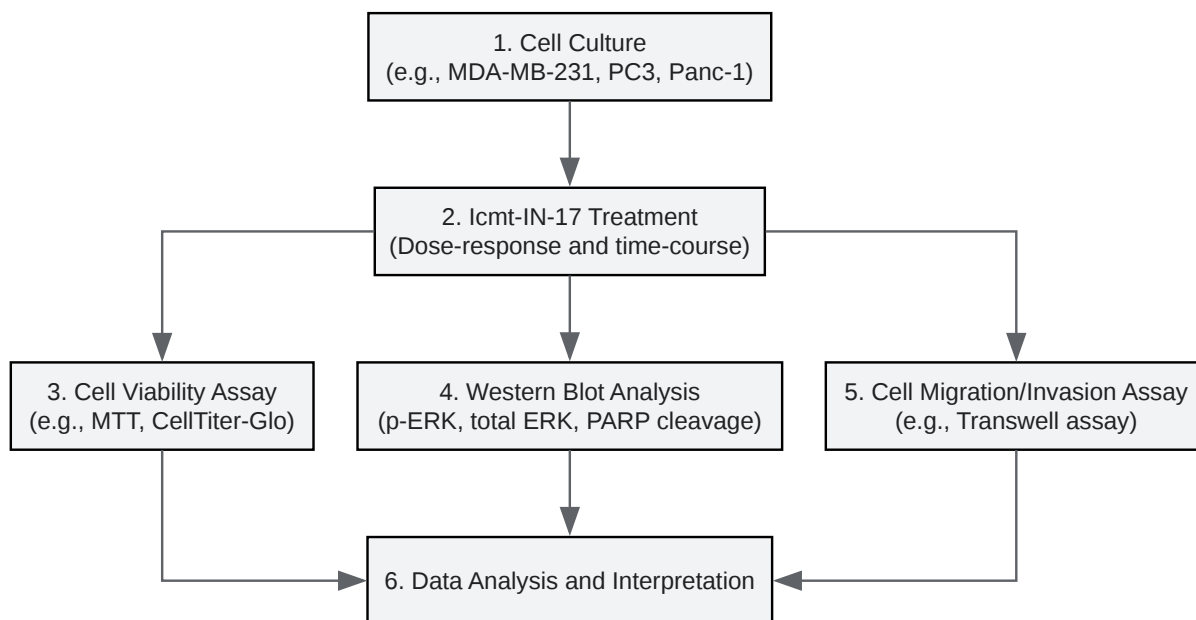 1. Cell Culture
(e.g., MDA-MB-231, PC3, Panc-1)
2. Icmt-IN-17 Treatment
(Dose-response and time-course)
3. Cell Viability Assay
(e.g., MTT, CellTiter-Glo)
4. Western Blot Analysis
(p-ERK, total ERK, PARP cleavage)
5. Cell Migration/Invasion Assay
(e.g., Transwell assay)
6. Data Analysis and Interpretation